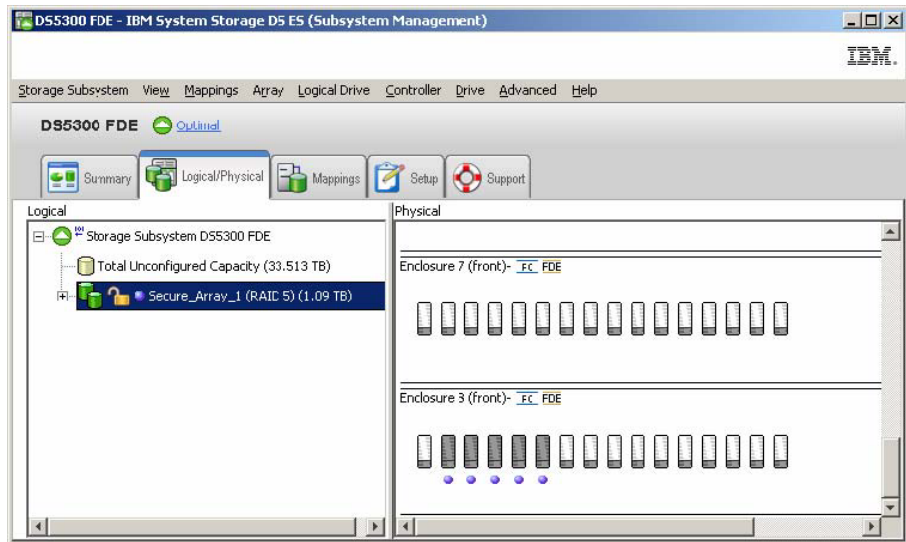 DS5300 FDE - IBM System Storage DS ES (Subsystem Management)
IBM.
Storage Subsystem View Mappings Array Logical Drive Controller Drive Advanced Help
DS5300 FDE Optimal
Summary Logical/Physical Mappings Setup Support
Logical
Storage Subsystem DS5300 FDE
Total Unconfigured Capacity (33.513 TB)
Secure_Array_1 (RAID 5) (1.09 TB)
Physical
Enclosure 7 (front)- FC FDE
Enclosure 3 (front)- FC FDE